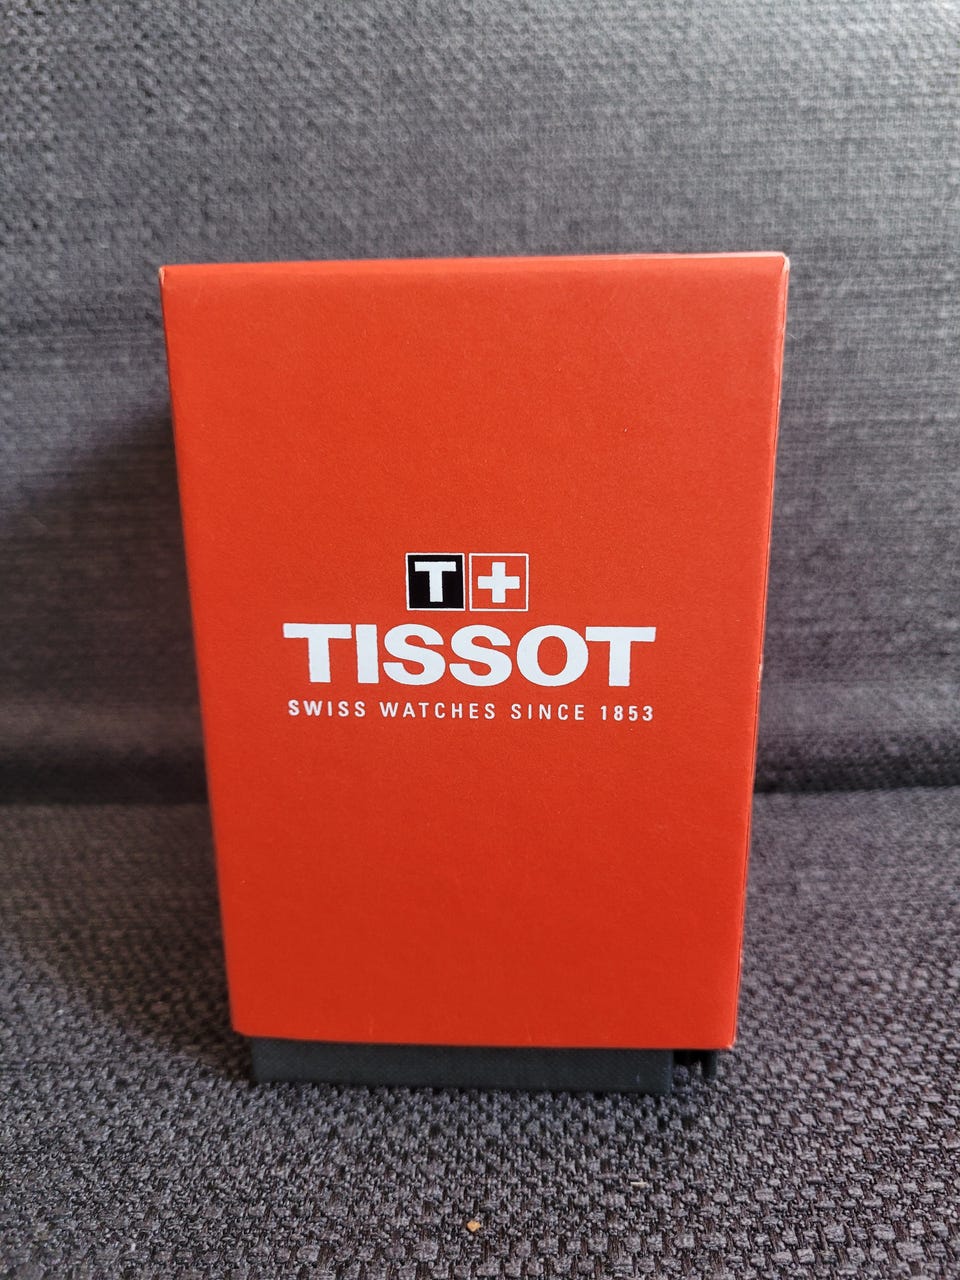 T+
TISSOT
SWISS WATCHES SINCE 1853